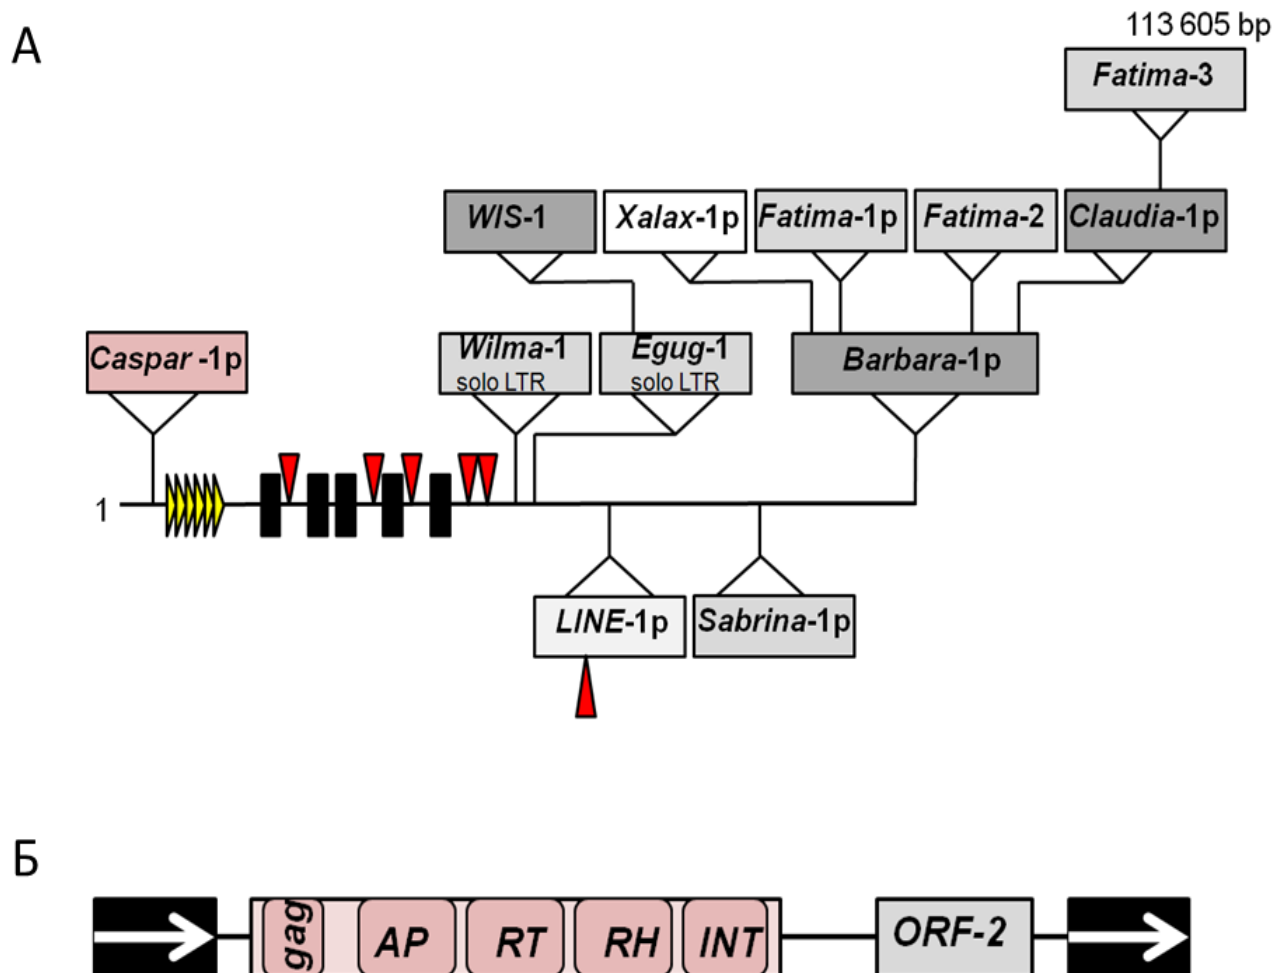 А
113 605 bp
Fatima-3
WIS-1
Xalax-1p
Fatima-1p
Fatima-2
Claudia-1p
Caspar -1p
Wilma-1
solo LTR
Egug-1
solo LTR
Barbara-1p
1
LINE-1p
Sabrina-1p
Б
gag
AP
RT
RH
INT
ORF-2